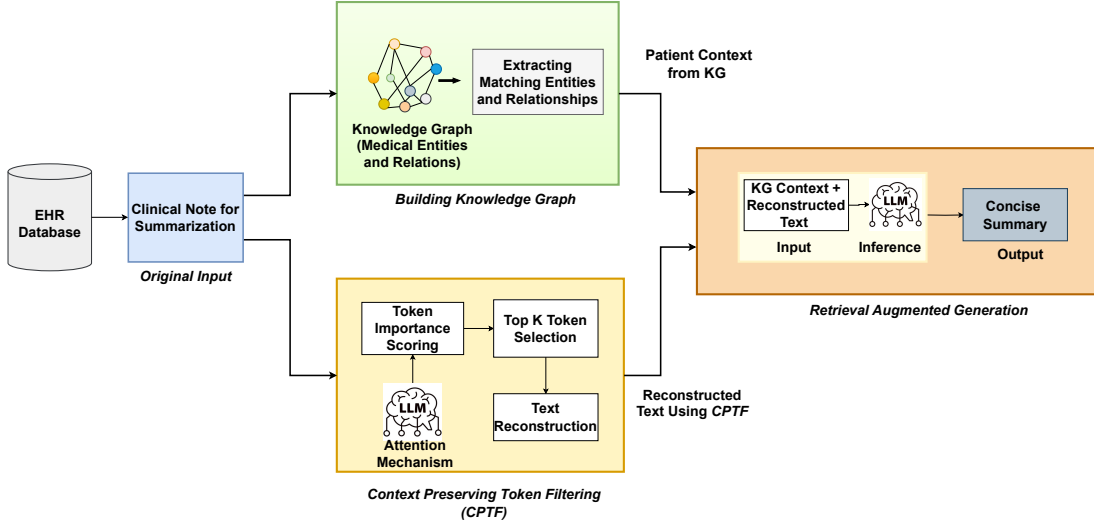 EHR
Database
Clinical Note for
Summarization
Original Input
Knowledge Graph
(Medical Entities
and Relations)
Extracting
Matching Entities
and Relationships
Building Knowledge Graph
Patient Context
from KG
Token
Importance
Scoring
Top K Token
Selection
LLM
Attention
Mechanism
Text
Reconstruction
Context Preserving Token Filtering
(CPTF)
Reconstructed
Text Using CPTF
KG Context +
Reconstructed
Text
Input
LLM
Inference
Concise
Summary
Output
Retrieval Augmented Generation